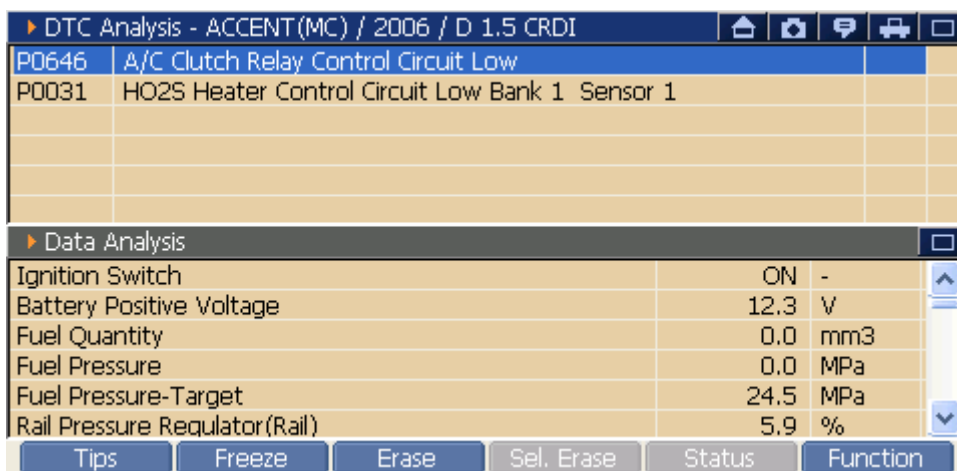 DTC Analysis - ACCENT(MC) / 2006 / D 1.5 CRDI
P0646 A/C Clutch Relay Control Circuit Low
P0031 HO2S Heater Control Circuit Low Bank 1 Sensor 1
Data Analysis
Ignition Switch ON -
Battery Positive Voltage 12.3 V
Fuel Quantity 0.0 mm3
Fuel Pressure 0.0 MPa
Fuel Pressure-Target 24.5 MPa
Rail Pressure Regulator(Rail) 5.9 %
Tips Freeze Erase Sel. Erase Status Function